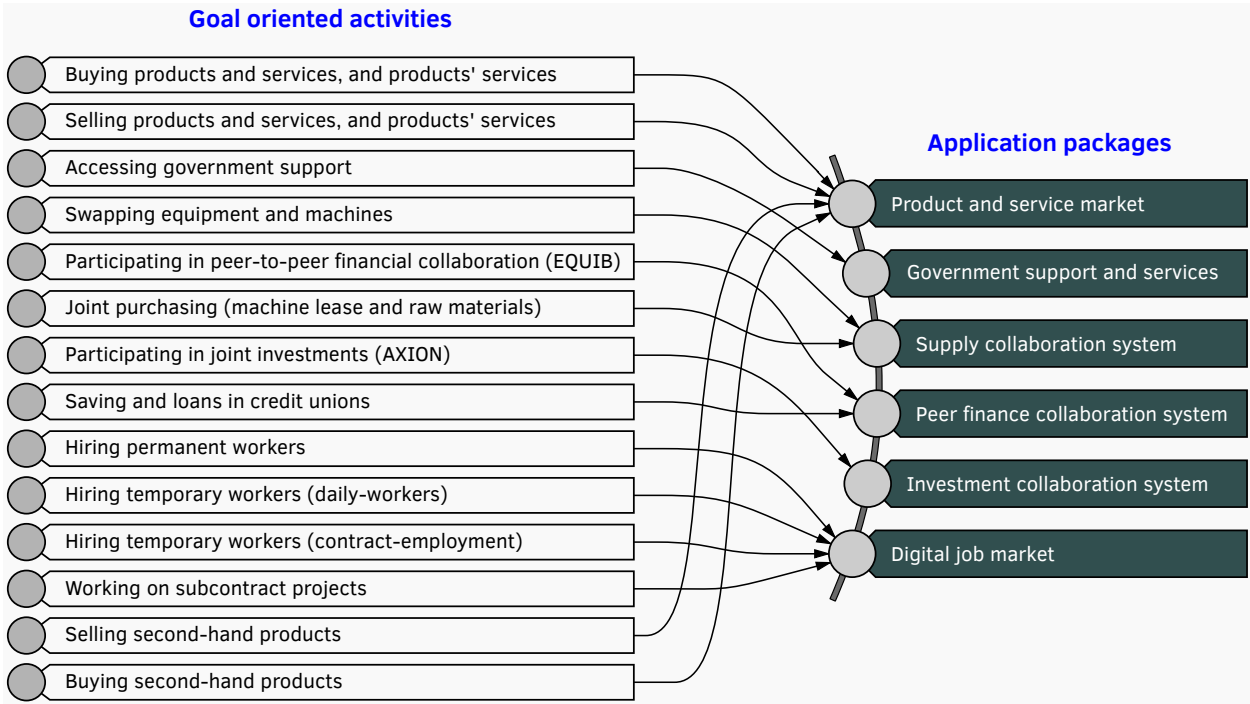 Goal oriented activities
Buying products and services, and products' services
Selling products and services, and products' services
Accessing government support
Swapping equipment and machines
Participating in peer-to-peer financial collaboration (EQUIB)
Joint purchasing (machine lease and raw materials)
Participating in joint investments (AXION)
Saving and loans in credit unions
Hiring permanent workers
Hiring temporary workers (daily-workers)
Hiring temporary workers (contract-employment)
Working on subcontract projects
Selling second-hand products
Buying second-hand products
Application packages
Product and service market
Government support and services
Supply collaboration system
Peer finance collaboration system
Investment collaboration system
Digital job market